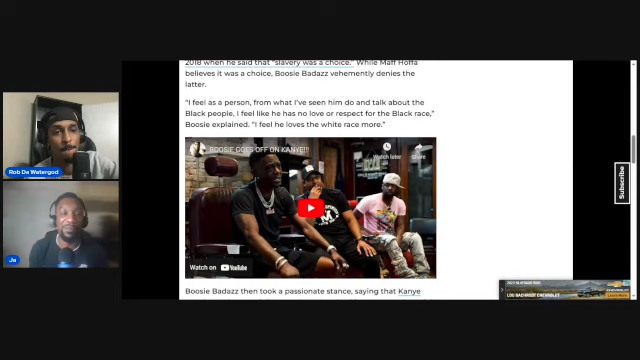 2018 when he said that “slavery was a choice.” While Maff Hoffa
believes it was a choice, Boosie Badazz vehemently denies the
latter.
“I feel as a person, from what I’ve seen him do and talk about the
Black people, I feel like he has no love or respect for the Black race,”
Boosie explained. “I feel he loves the white race more.”
BOOSIE GOES OFF ON KANYE!!!
Watch later
Share
Rob Da Watergod
Subscribe
Ja
Watch on YouTube
LOU BACHRODT CHEVROLET
CHEVROLET
Learn More
Boosie Badazz then took a passionate stance, saying that Kanye